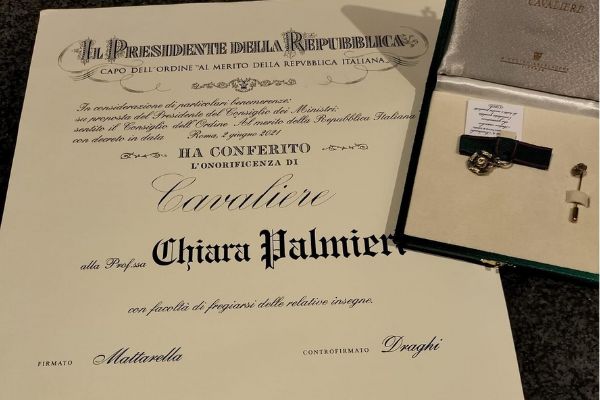 IL PRESIDENTE DELLA REPUBBLICA
CAPO DELL'ORDINE "AL MERITO DELLA REPVBBLICA ITALIANA"
In considerazione di particolari benemerenze:
su proposta del Presidente del Consiglio dei Ministri:
sentito il Consiglio dell'Ordine "Al merito della Repubblica Italiana
con decreto in data Roma, 2 giugno 2021
HA CONFERITO
L'ONORIFICENZA DI
Cavaliere
alla Prof.ssa Chiara Palmieri
con facoltà di fregiarsi delle relative insegne.
FIRMATO Mattarella CONTROFIRMATO Draghi
CAVALIERE